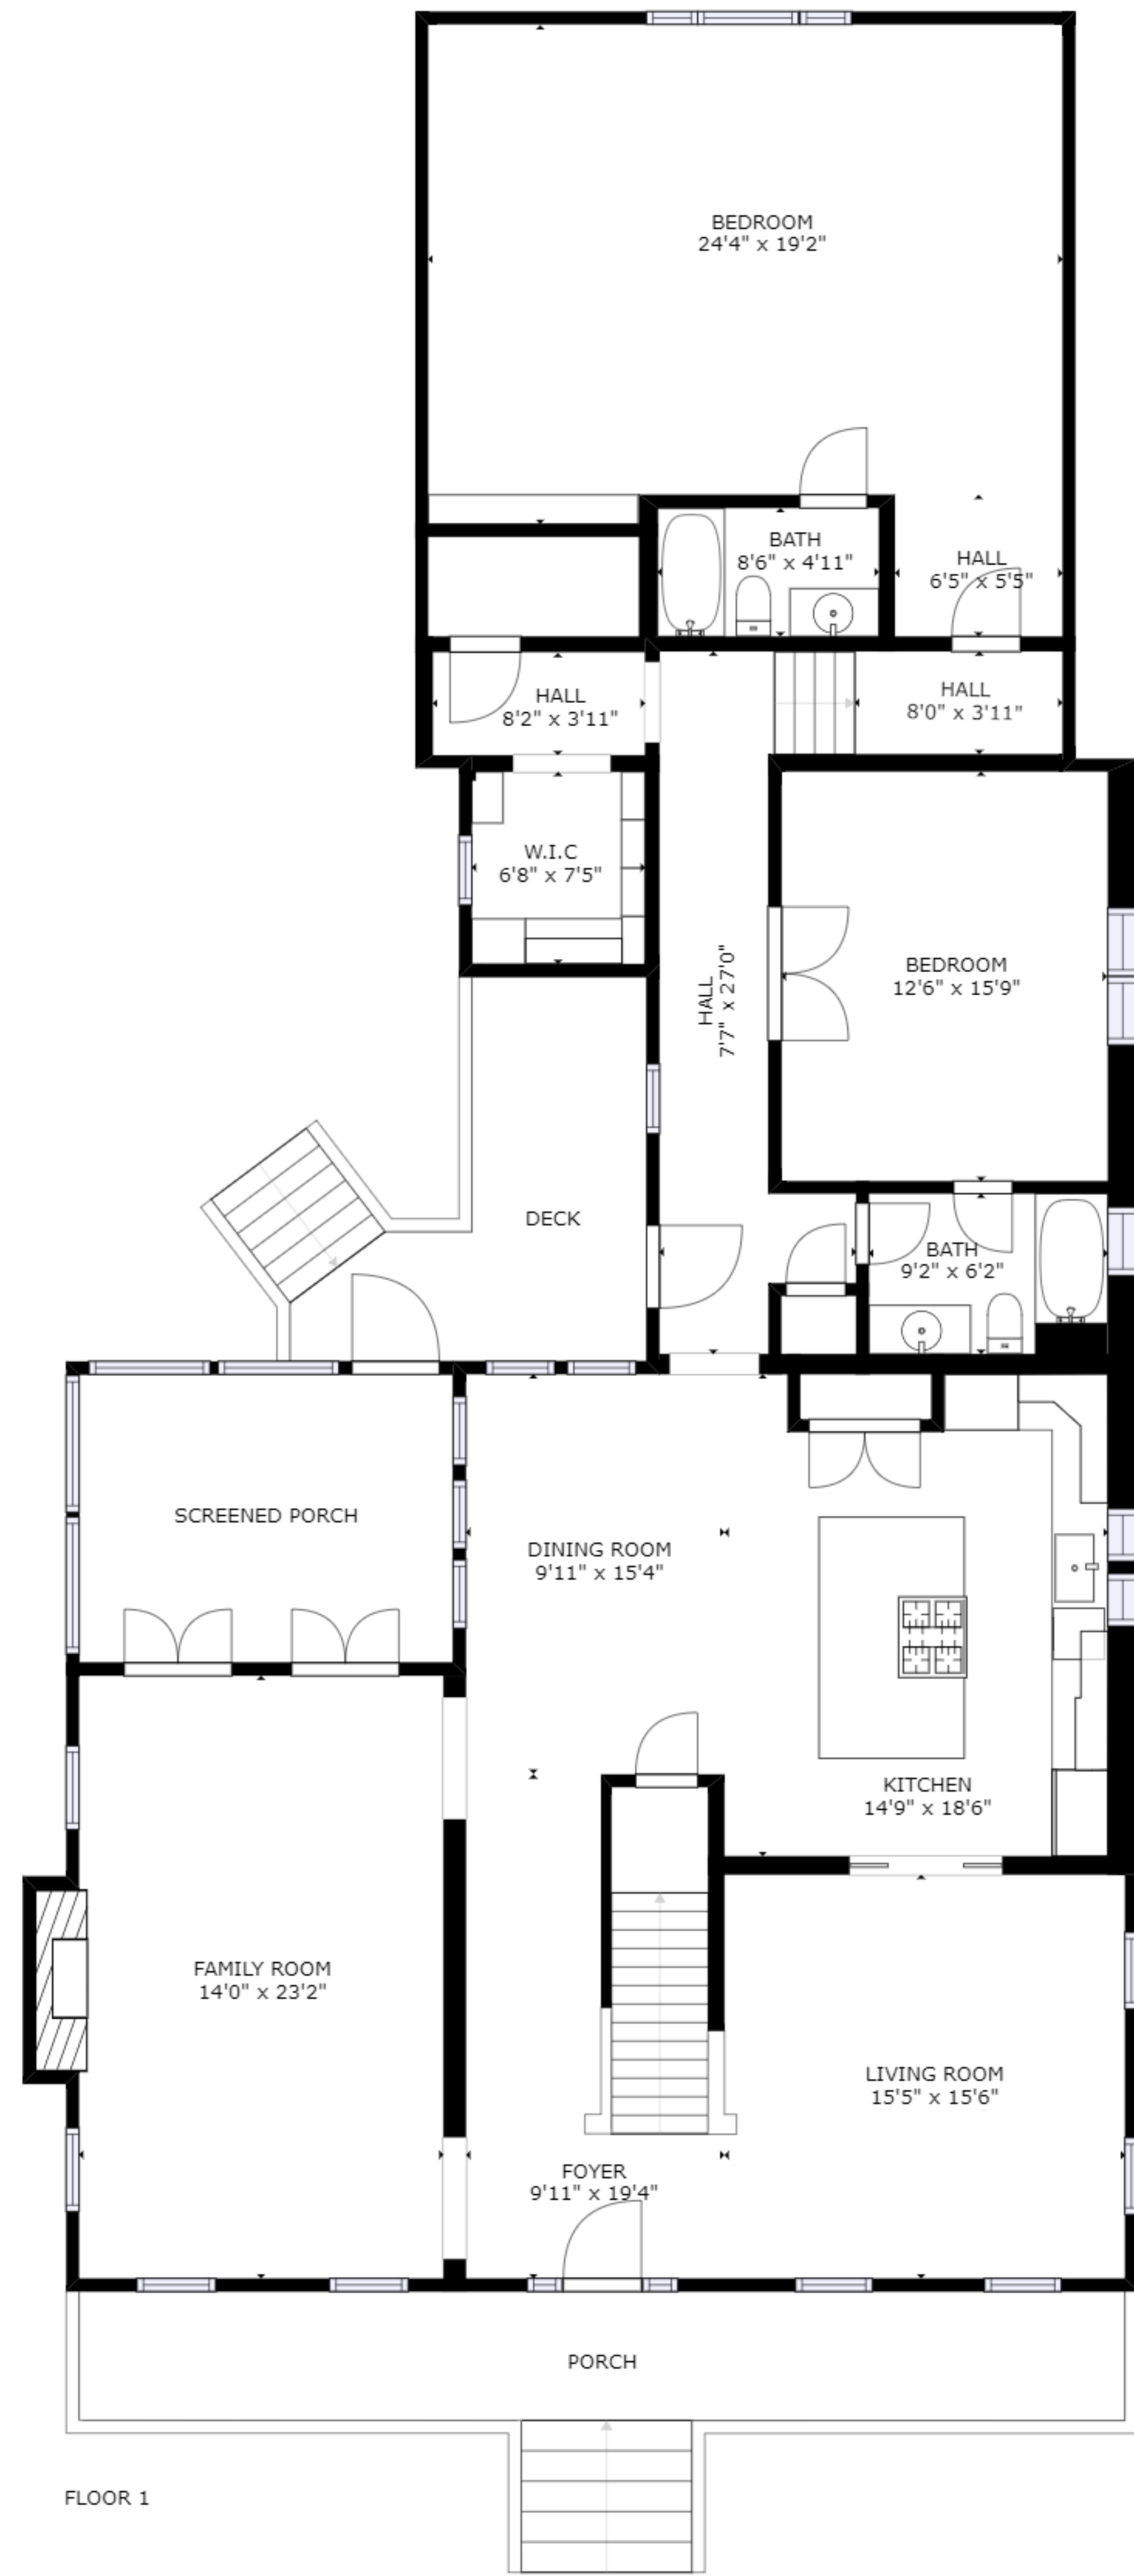 BEDROOM
24'4" x 19'2"
BATH
8'6" x 4'11"
HALL
6'5" x 5'5"
HALL
8'2" x 3'11"
HALL
8'0" x 3'11"
W.I.C
6'8" x 7'5"
HALL
7'7" x 27'0"
BEDROOM
12'6" x 15'9"
DECK
BATH
9'2" x 6'2"
SCREENED PORCH
DINING ROOM
9'11" x 15'4"
KITCHEN
14'9" x 18'6"
FAMILY ROOM
14'0" x 23'2"
LIVING ROOM
15'5" x 15'6"
FOYER
9'11" x 19'4"
PORCH
FLOOR 1